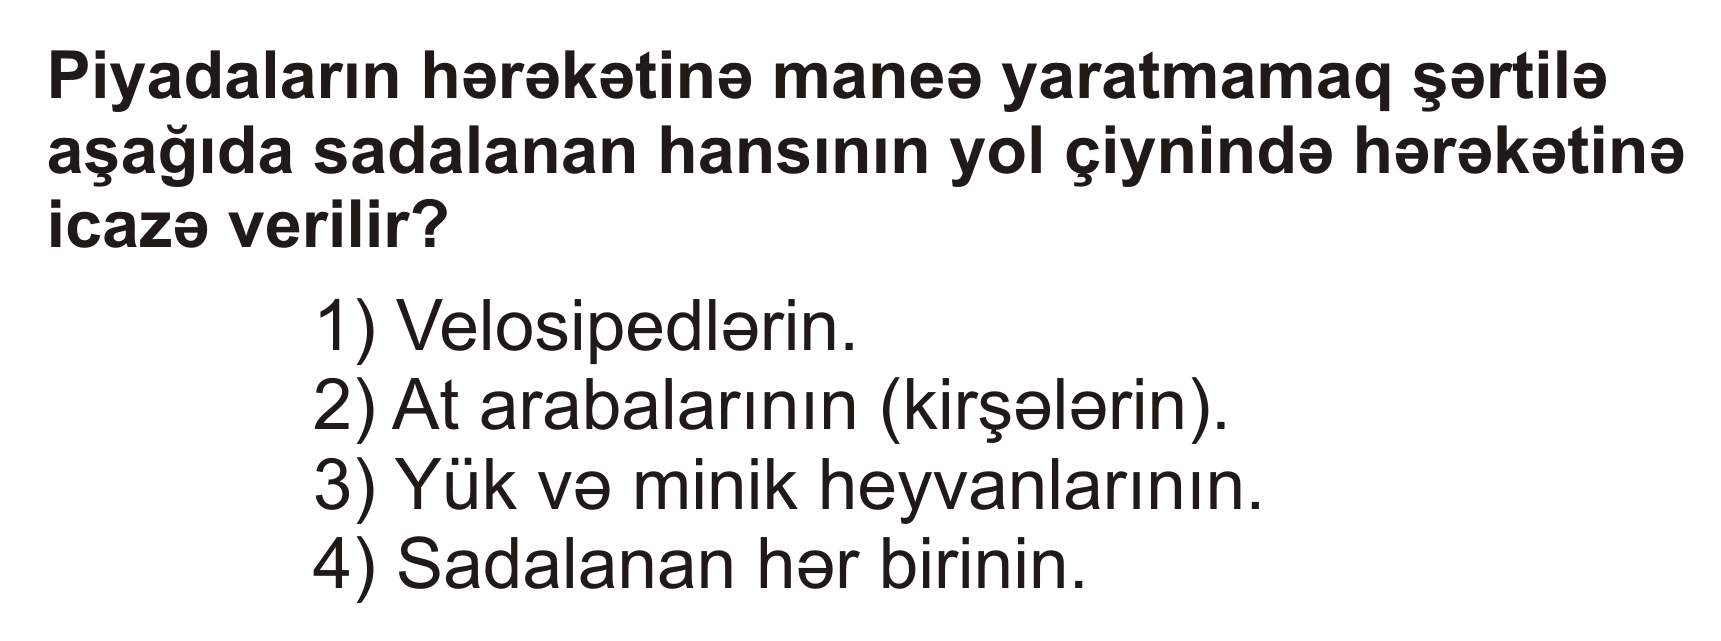 Piyadaların hərəkətinə maneə yaratmamaq şərtilə
aşağıda sadalanan hansının yol çiynində hərəkətinə
icazə verilir?
1) Velosipedlərin.
2) At arabalarının (kirşələrin).
3) Yük və minik heyvanlarının.
4) Sadalanan hər birinin.